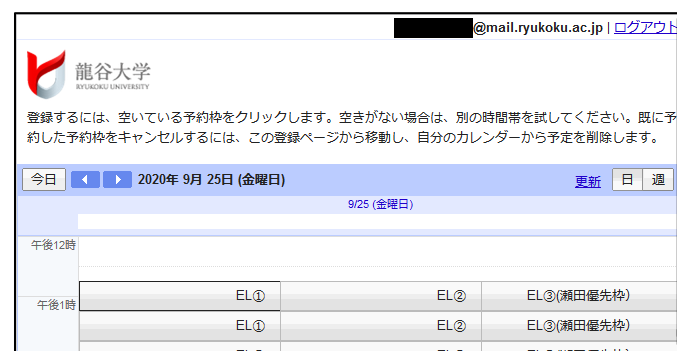 @mail.ryukoku.ac.jp | ログアウト
龍谷大学
RYUKOKU UNIVERSITY
登録するには、空いている予約枠をクリックします。空きがない場合は、別の時間帯を試してください。既に予
約した予約枠をキャンセルするには、この登録ページから移動し、自分のカレンダーから予定を削除します。
今日 2020年 9月 25日 (金曜日) 更新 日 週
9/25 (金曜日)
午後12時
EL① EL② EL③(瀬田優先枠)
午後1時
EL① EL② EL③(瀬田優先枠)